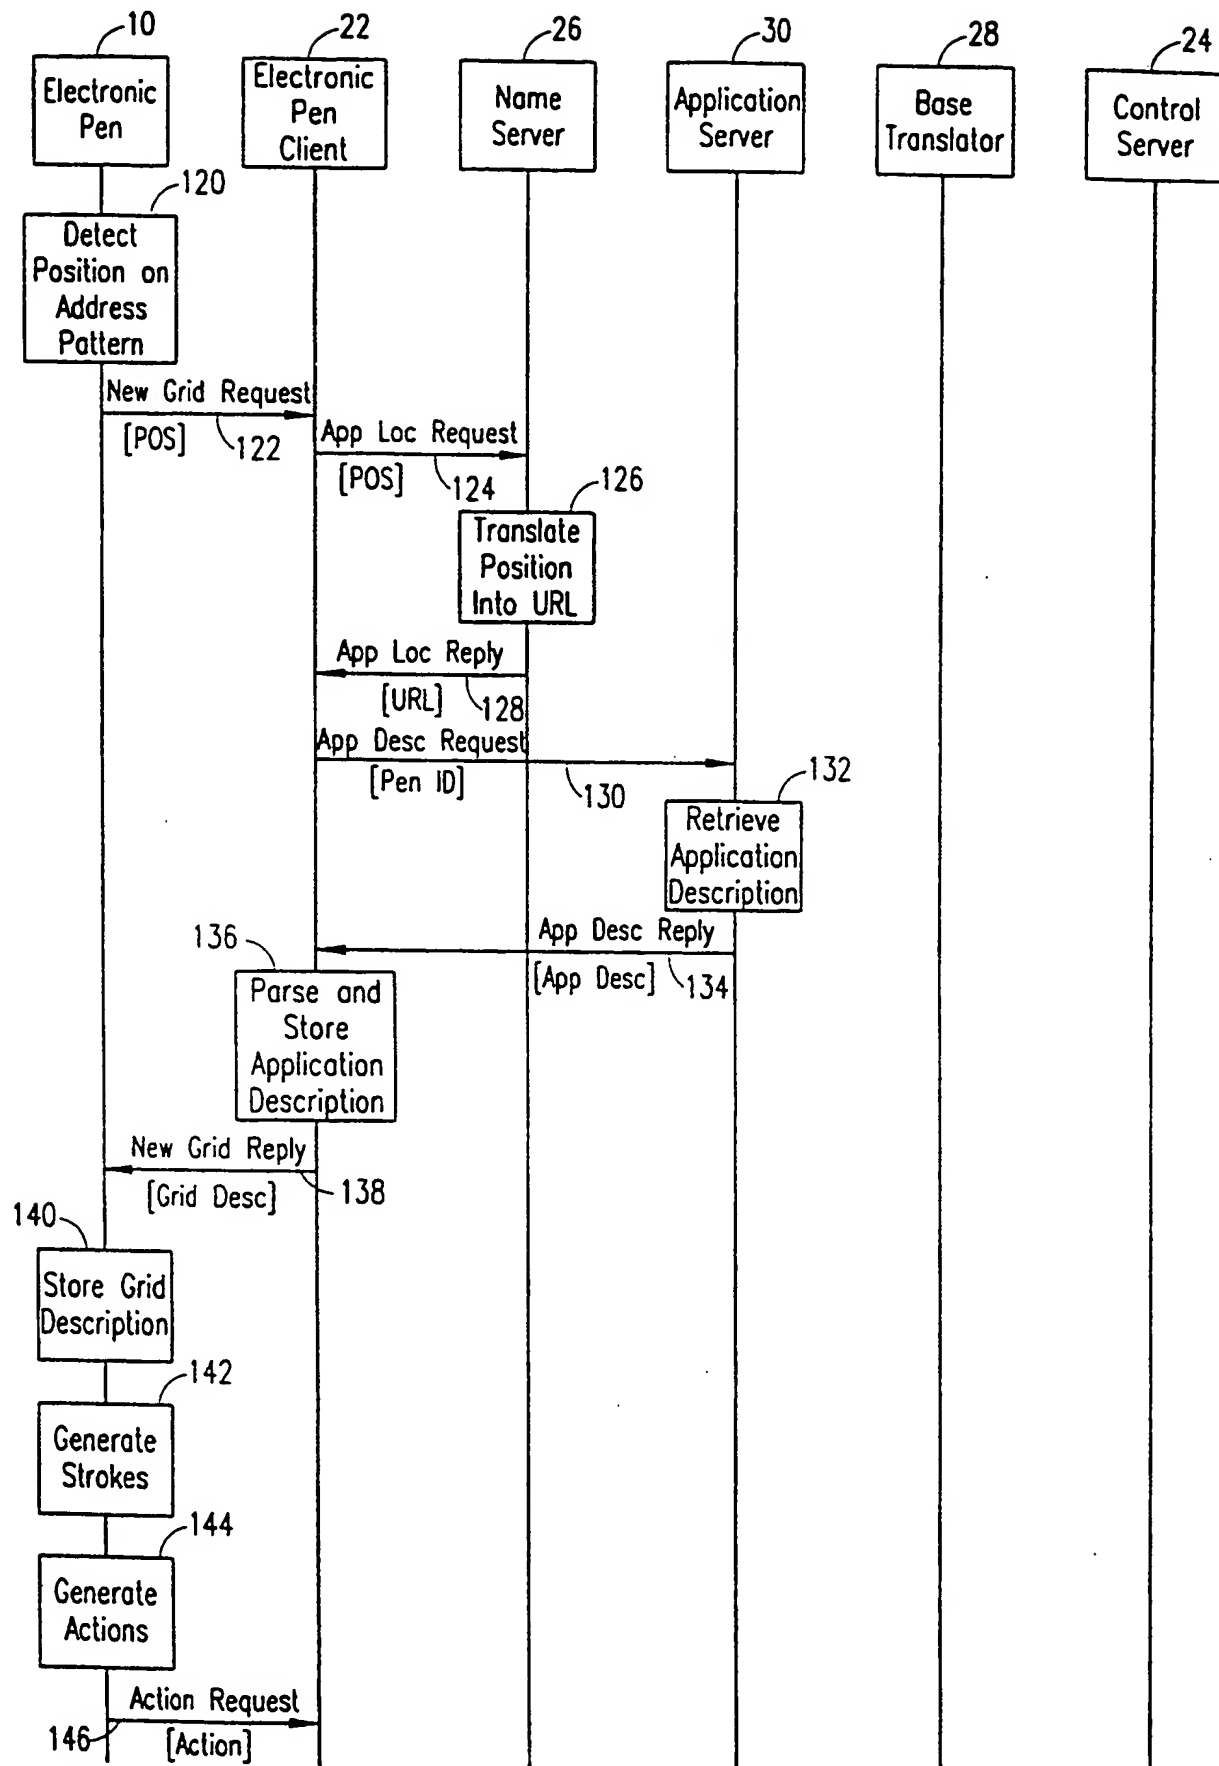 10
22
26
30
28
24
Electronic
Pen
Electronic
Pen
Client
Name
Server
Application
Server
Base
Translator
Control
Server
120
Detect
Position on
Address
Pattern
New Grid Request
[POS]
122
App Loc Request
[POS]
124
126
Translate
Position
Into URL
App Loc Reply
[URL]
128
App Desc Request
[Pen ID]
130
132
Retrieve
Application
Description
App Desc Reply
[App Desc]
134
136
Parse and
Store
Application
Description
New Grid Reply
[Grid Desc]
138
140
Store Grid
Description
142
Generate
Strokes
144
Generate
Actions
Action Request
146
[Action]